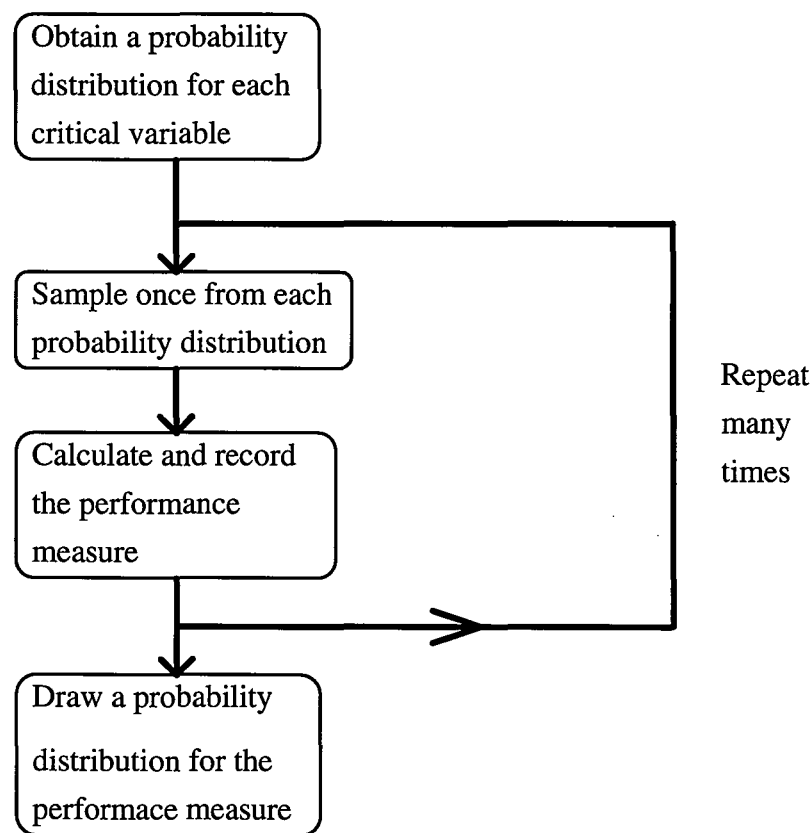 Obtain a probability
distribution for each
critical variable
Sample once from each
probability distribution
Repeat
many
times
Calculate and record
the performance
measure
Draw a probability
distribution for the
performace measure